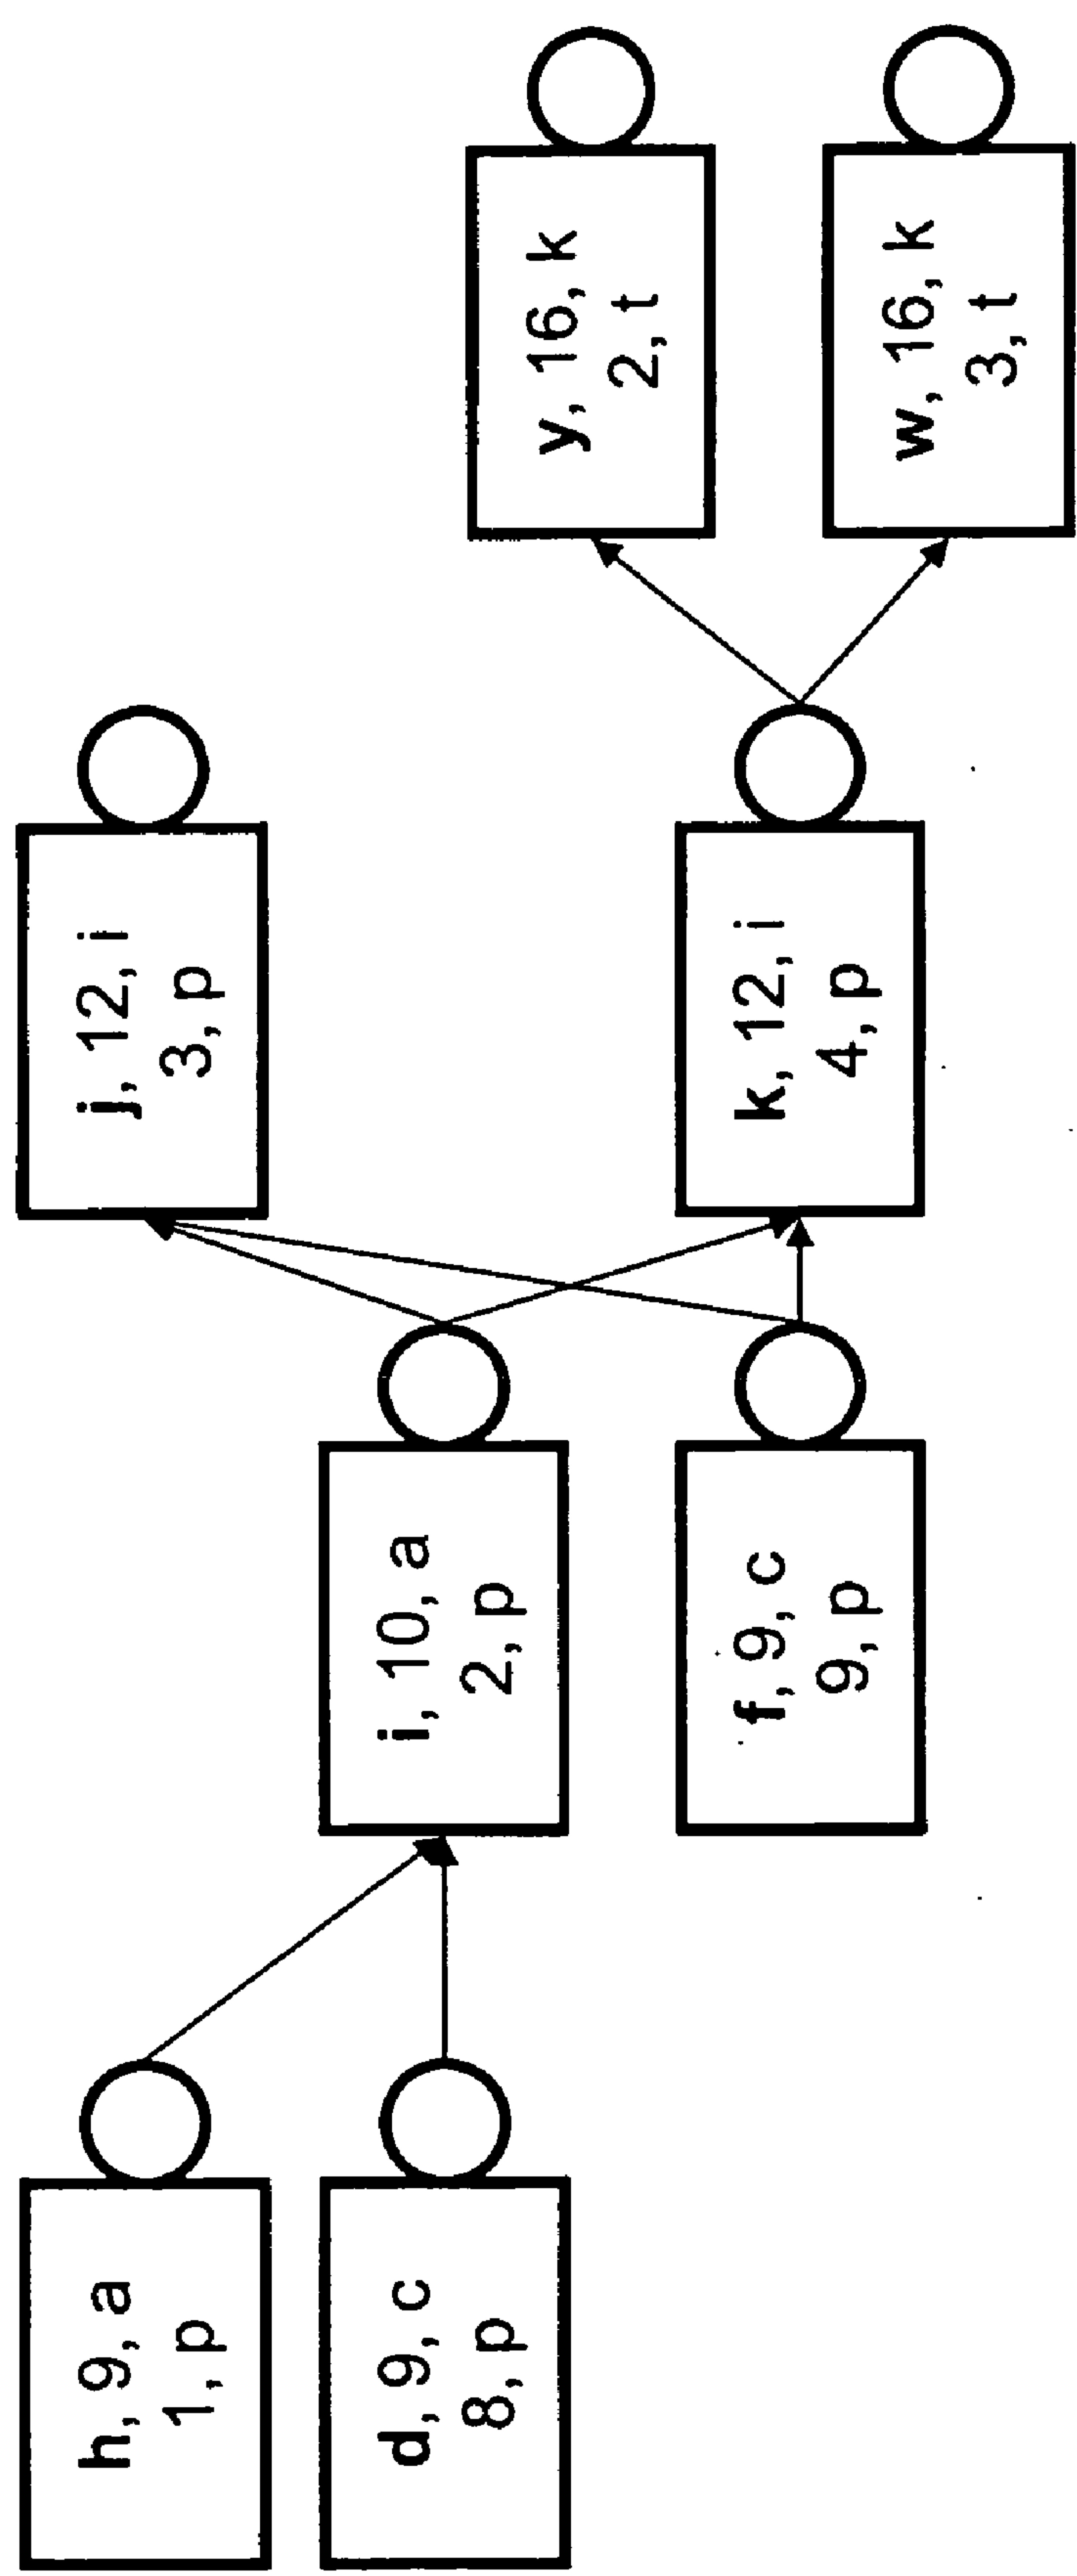 h, 9, a
1, p
d, 9, c
8, p
i, 10, a
2, p
f, 9, c
9, p
j, 12, i
3, p
k, 12, i
4, p
y, 16, k
2, t
w, 16, k
3, t